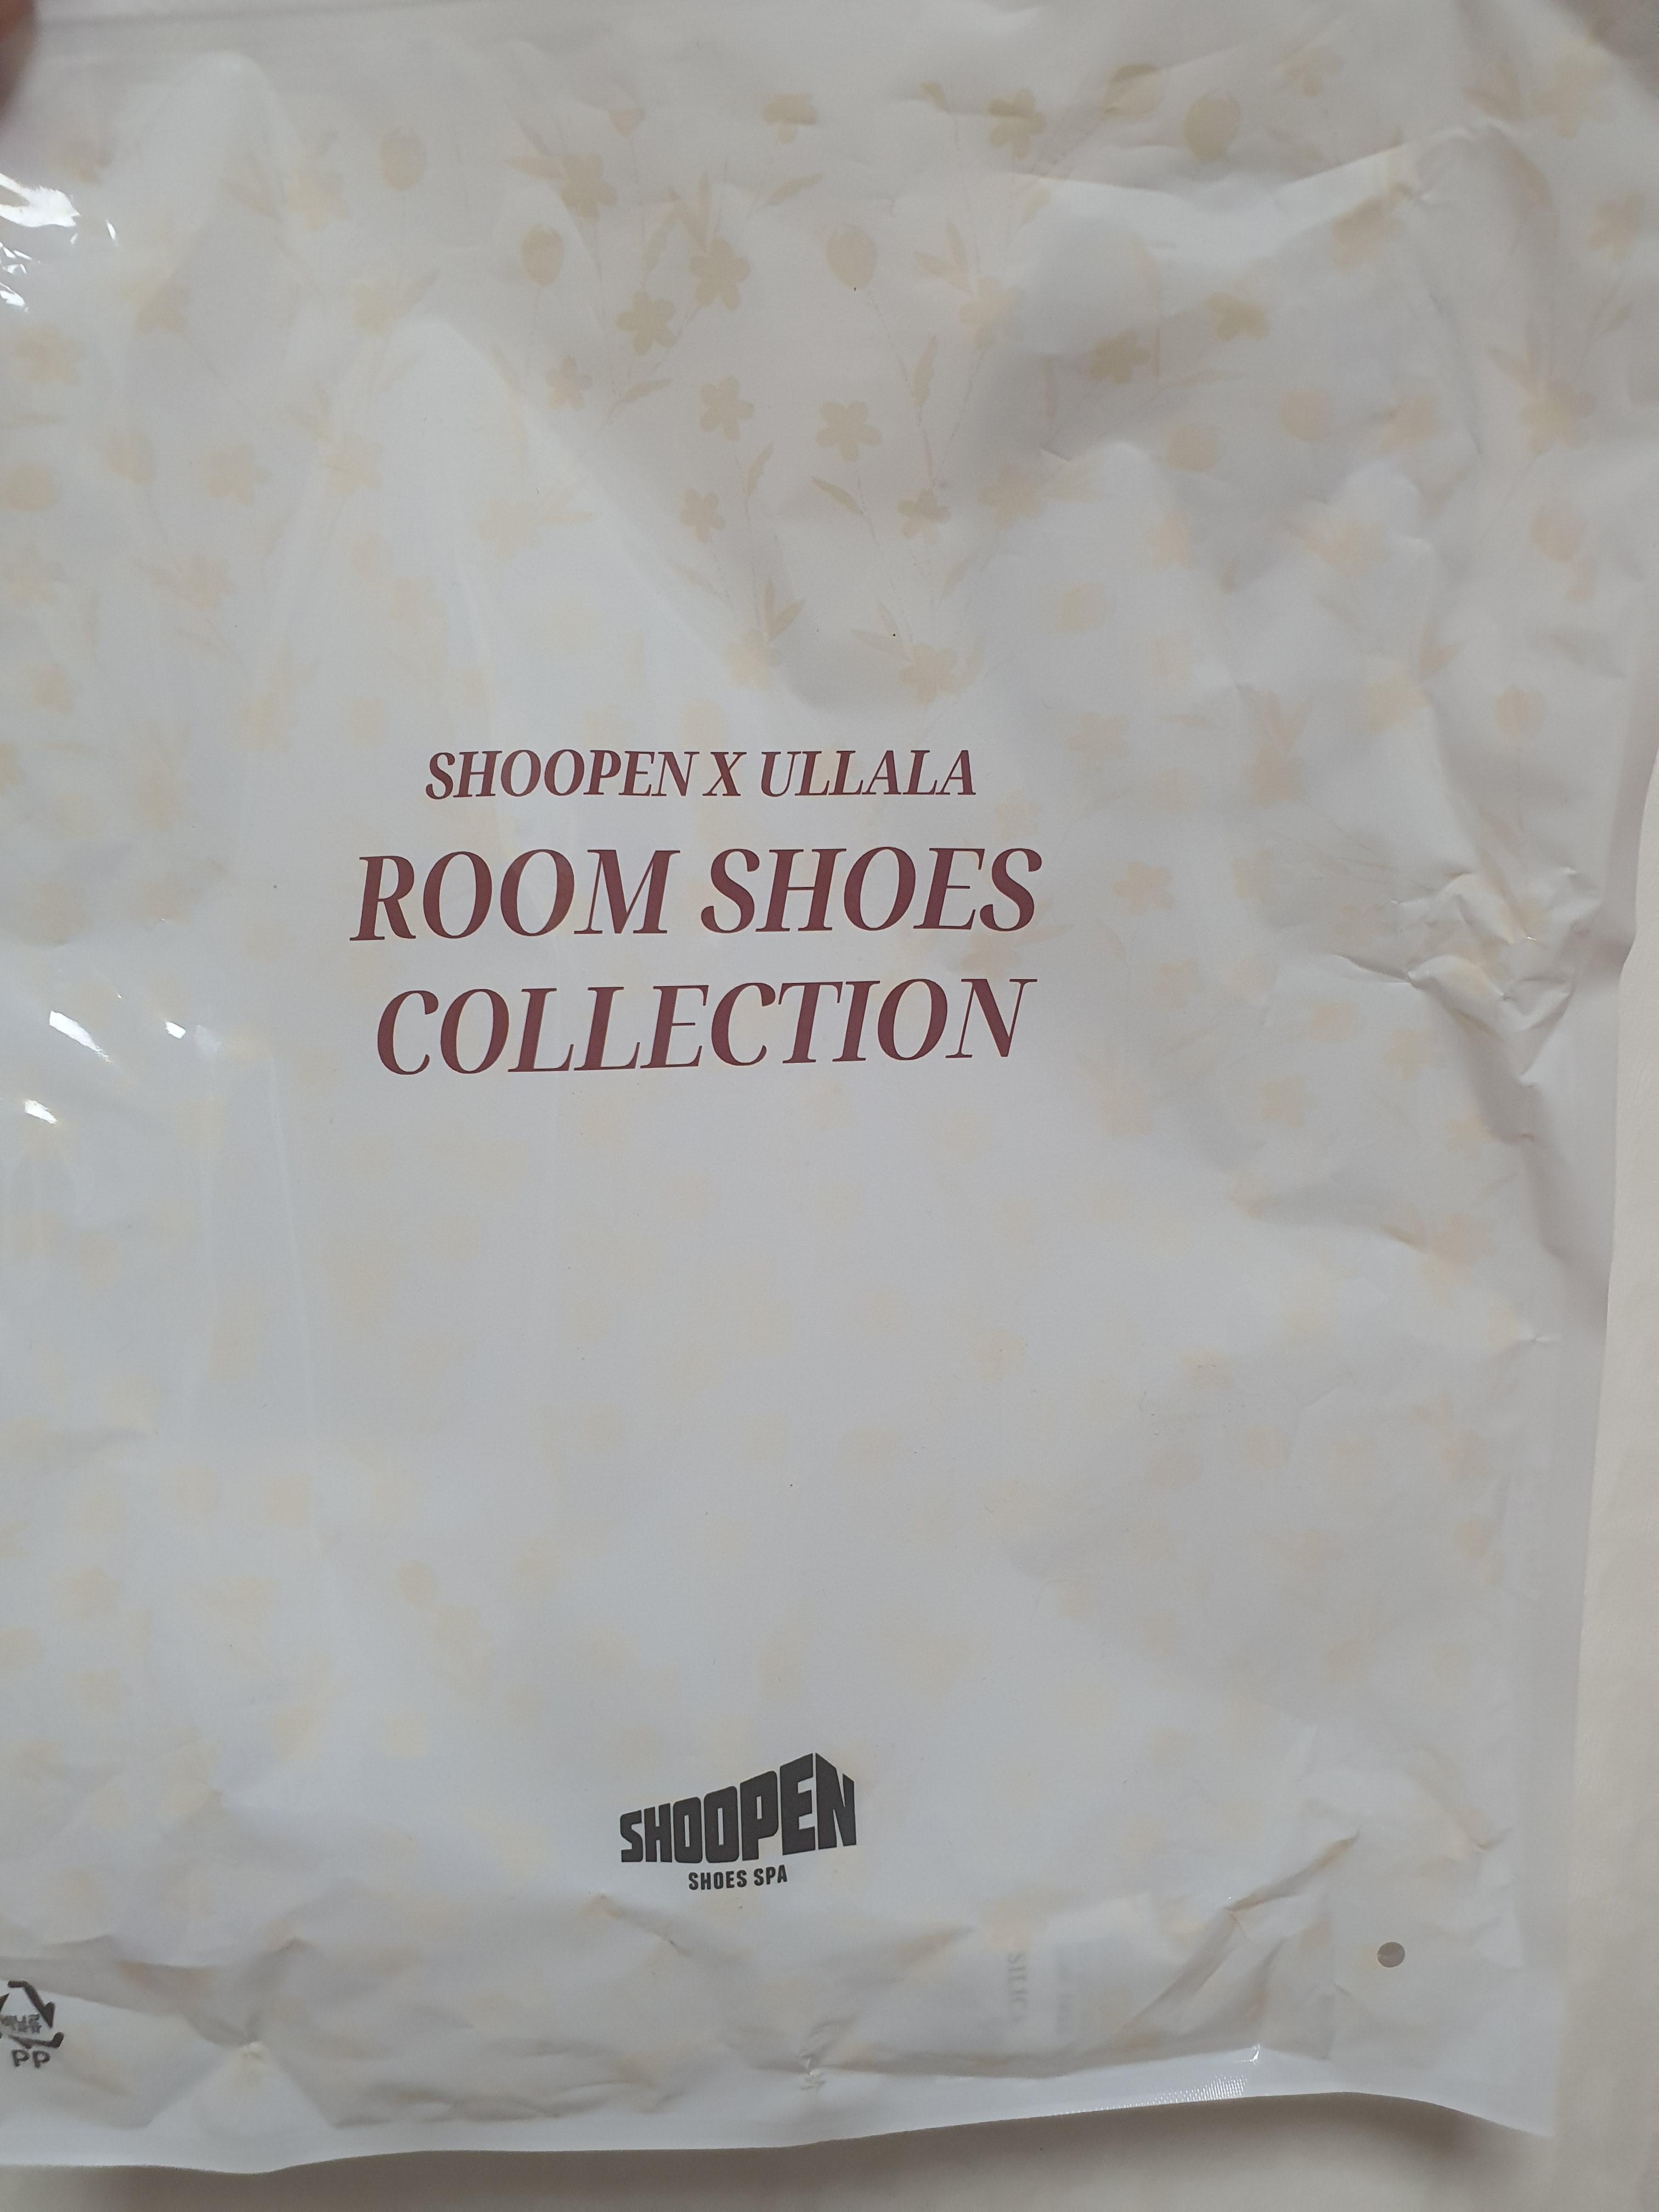 SHOOPEN X ULLALA
ROOM SHOES
COLLECTION
SHOOPEN
SHOES SPA
PP